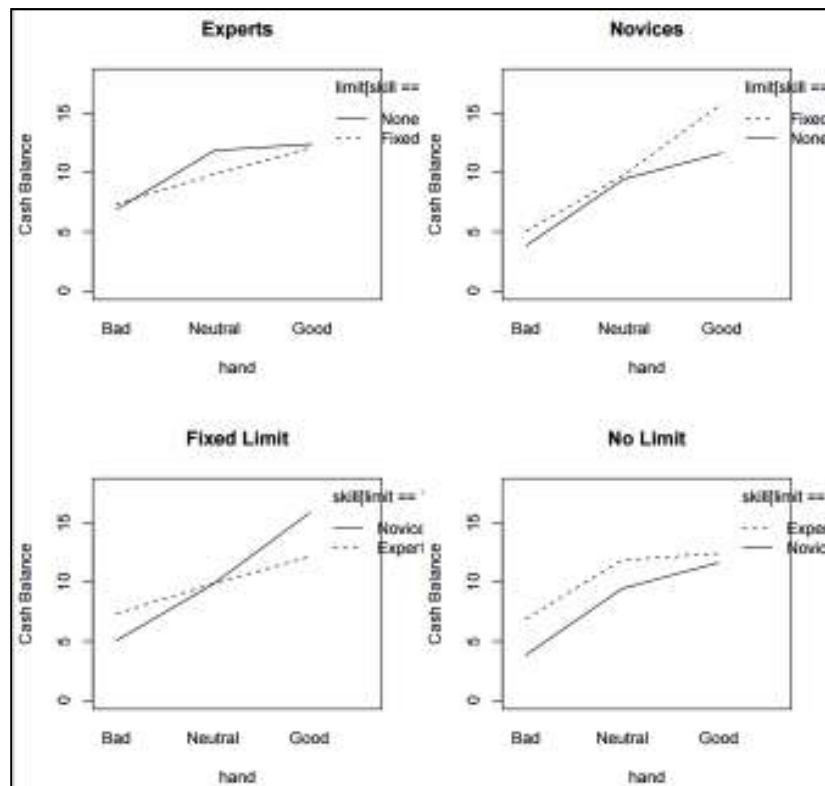 Experts
limit[skill ==
None
Fixed
Cash Balance
15
10
5
0
Bad Neutral Good
hand
Novices
limit[skill ==
Fixed
None
Cash Balance
15
10
5
0
Bad Neutral Good
hand
Fixed Limit
skill[limit == "
Novice
Expert
Cash Balance
15
10
5
0
Bad Neutral Good
hand
No Limit
skill[limit ==
Exper
Novic
Cash Balance
15
10
5
0
Bad Neutral Good
hand